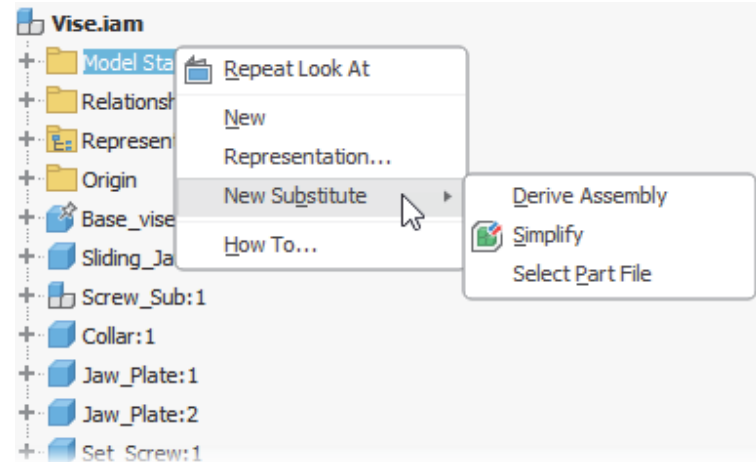 Vise.iam
Model Sta
Repeat Look At
Relationsh
New
Represen
Representation...
Origin
New Substitute
Derive Assembly
Base_vise
Simplify
Sliding_Ja
How To...
Select Part File
Screw_Sub:1
Collar:1
Jaw_Plate:1
Jaw_Plate:2
Set_Screw:1